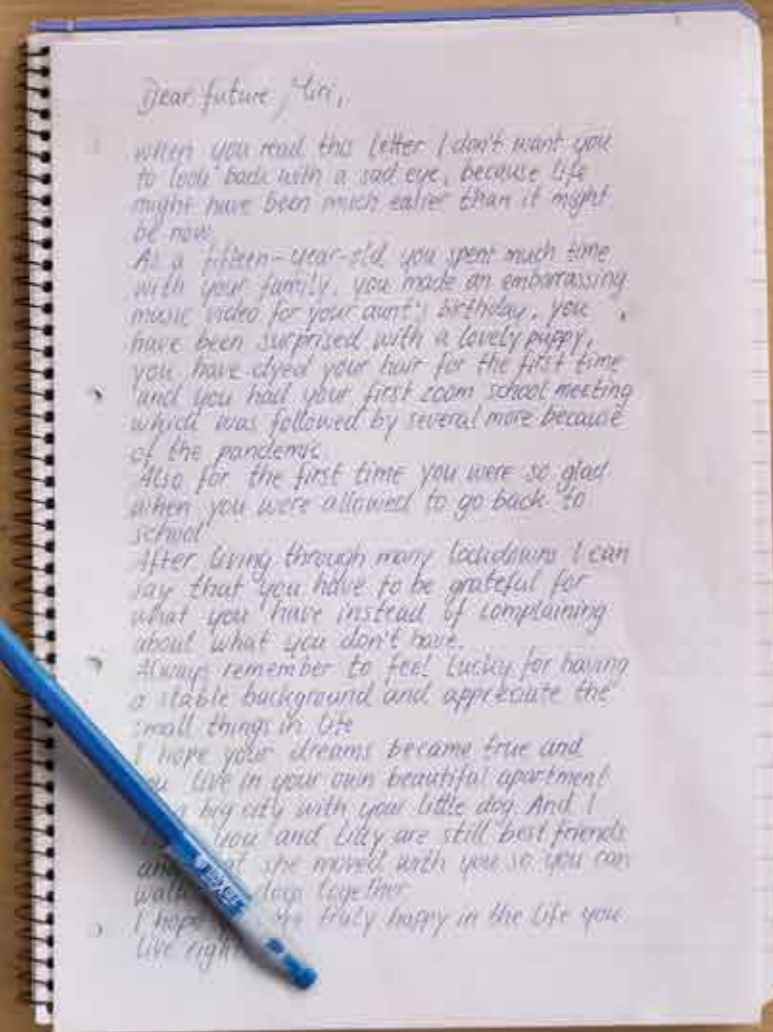 Dear future Miri,
when you read this letter I don't want you
to look back with a sad eye, because life
might have been much easier than it might
be now.
As a fifteen-year-old you spent much time
with your family, you made an embarrassing
music video for your aunt's birthday, you
have been surprised with a lovely puppy,
you have dyed your hair for the first time
and you had your first zoom school meeting
which was followed by several more because
of the pandemic.
Also for the first time you were so glad
when you were allowed to go back to
school
After living through many lockdowns I can
say that you have to be grateful for
what you have instead of complaining
about what you don't have.
Always remember to feel lucky for having
a stable background and appreciate the
small things in life
I hope your dreams became true and
live in your own beautiful apartment
big city with your little dog. And I
you and Lilly are still best friends
and she moved with you so you can
walk dogs together
I hope truly happy in the life you
live right